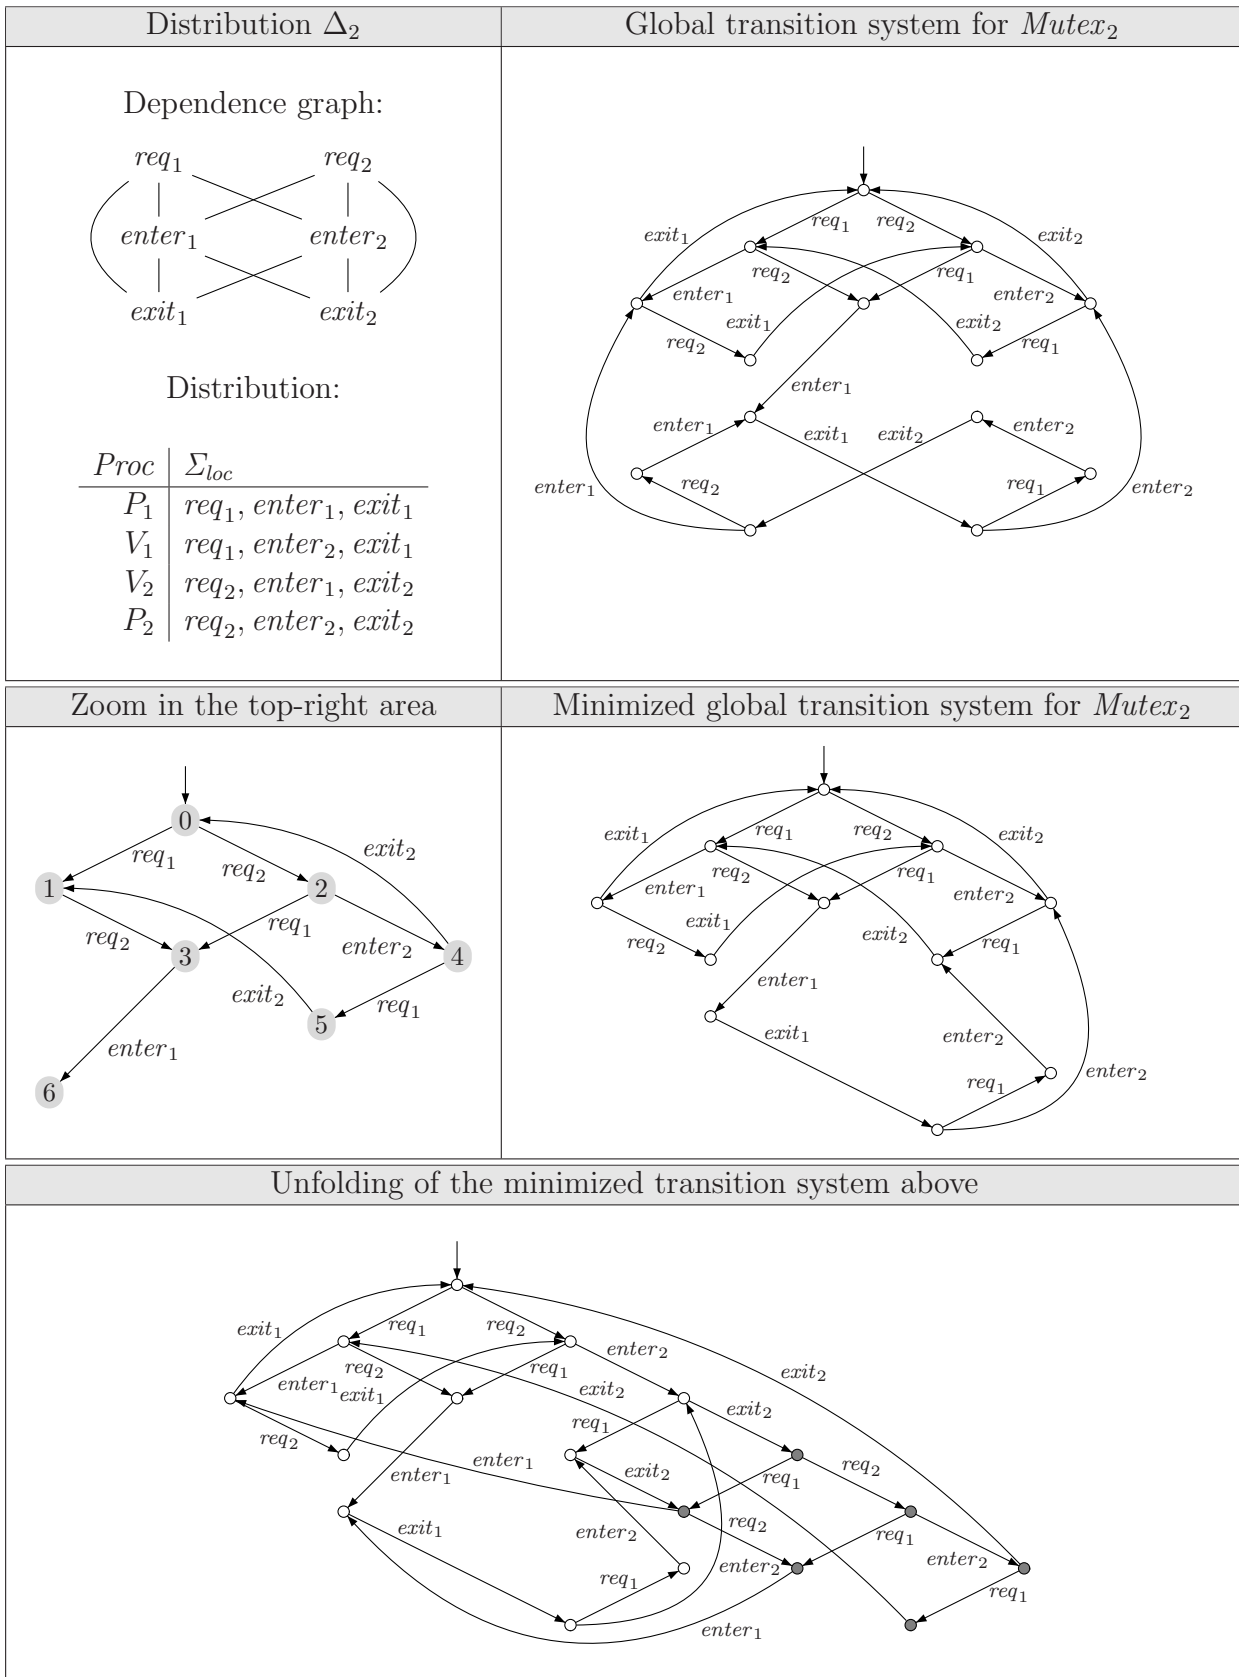 Distribution Δ₂
Global transition system for Mutex₂
Dependence graph:
req₁ req₂
enter₁ enter₂
exit₁ exit₂
Distribution:
Proc Σ_loc
P₁ req₁, enter₁, exit₁
V₁ req₁, enter₂, exit₁
V₂ req₂, enter₁, exit₂
P₂ req₂, enter₂, exit₂
req₁ req₂
exit₁ exit₂
req₂ req₁
enter₁ enter₂
exit₁ exit₂
req₂ req₁
enter₁
enter₁ exit₁ exit₂ enter₂
enter₁ req₂ req₁ enter₂
Zoom in the top-right area
Minimized global transition system for Mutex₂
0
exit₂
req₁ req₂
1 2
req₂ req₁ enter₂
3 4
exit₂ req₁
5
enter₁
6
exit₁ req₁ req₂ exit₂
enter₁ req₂ req₁ enter₂
exit₁ exit₂
req₂ req₁
enter₁
exit₁ enter₂
req₁ enter₂
Unfolding of the minimized transition system above
exit₁ req₁ req₂
enter₂
req₂ req₁ exit₂
enter₁ exit₁ exit₂
exit₂
req₁
req₂ enter₁ enter₁ exit₂ req₁ req₂
exit₁ enter₂ req₂ req₁
enter₂ enter₂
req₁ req₁
enter₁